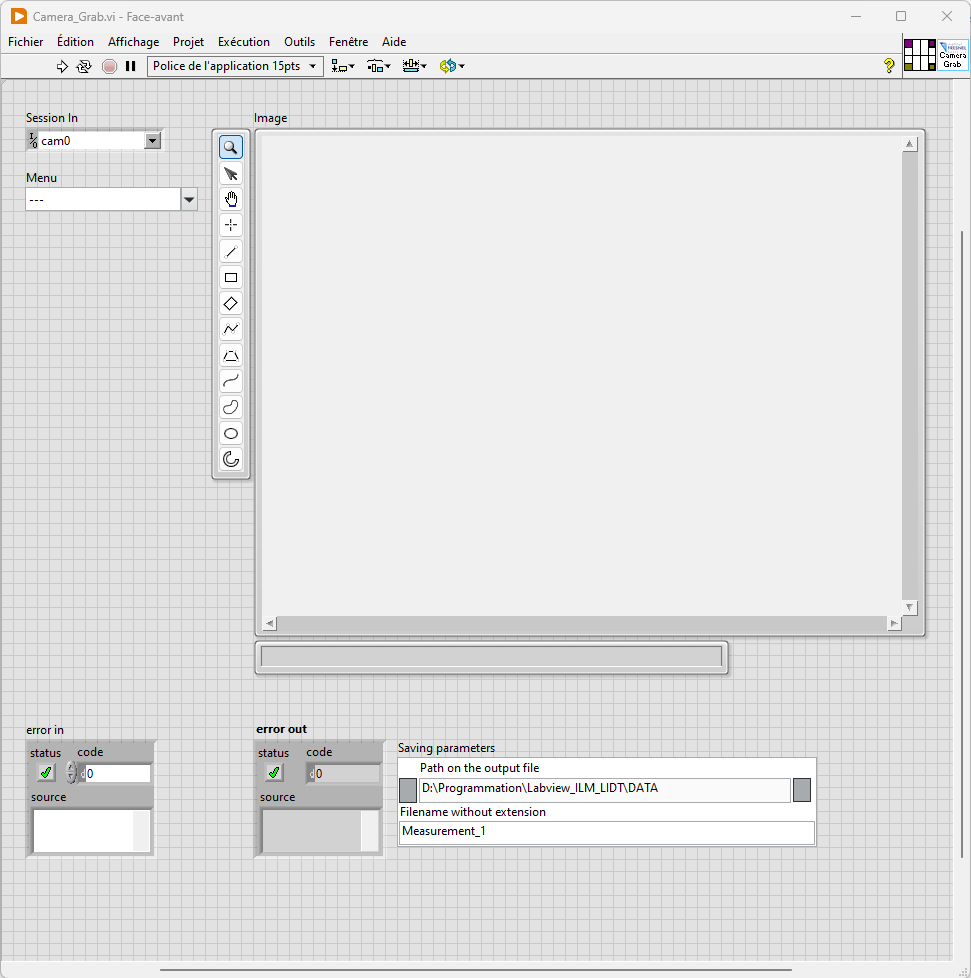 Camera_Grab.vi - Face-avant
Fichier Édition Affichage Projet Exécution Outils Fenêtre Aide
Police de l'application 15pts
?
FRESNEL
Camera
Grab
Session In
I/0 cam0
Menu
---
Image
error in
status code
0
source
error out
status code
d 0
source
Saving parameters
Path on the output file
D:\Programmation\Labview_ILM_LIDT\DATA
Filename without extension
Measurement_1